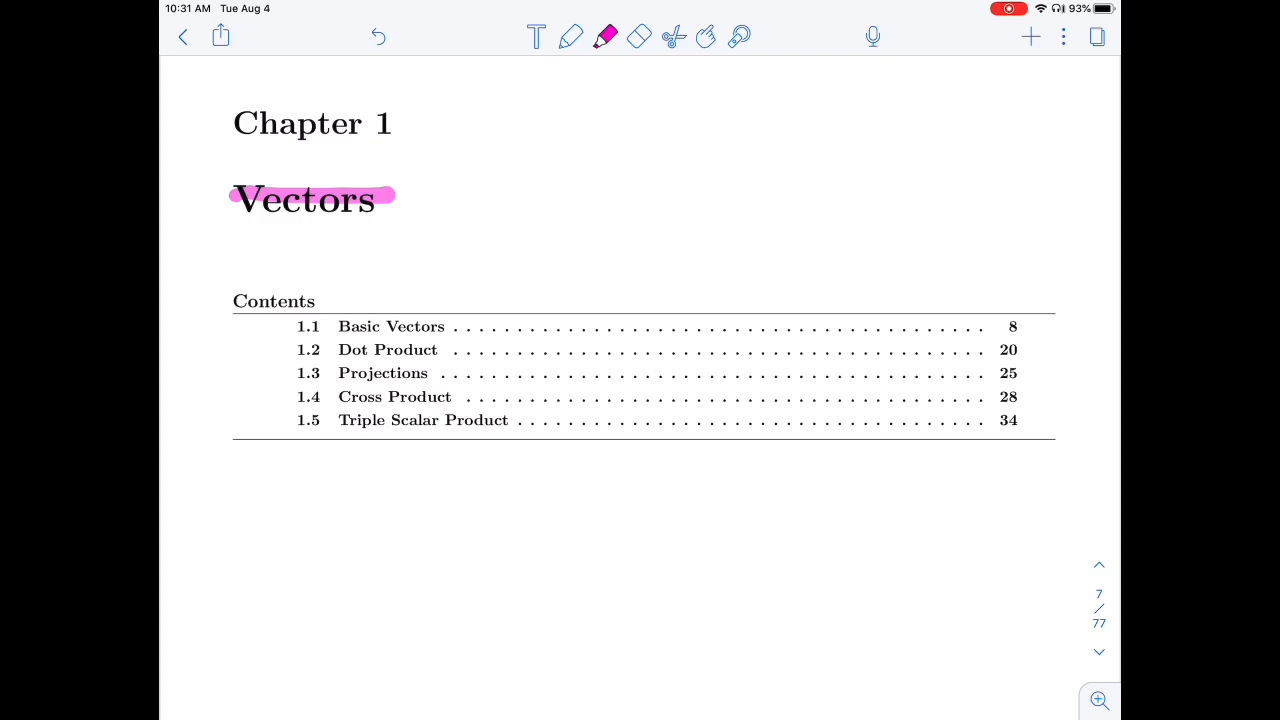 10:31 AM Tue Aug 4 93%
Chapter 1
Vectors
Contents
1.1 Basic Vectors . . . . . . . . . . . . . . . . . . . . . . . . . . . . . . . . . . . . . . . . . . 8
1.2 Dot Product . . . . . . . . . . . . . . . . . . . . . . . . . . . . . . . . . . . . . . . . . . 20
1.3 Projections . . . . . . . . . . . . . . . . . . . . . . . . . . . . . . . . . . . . . . . . . . . 25
1.4 Cross Product . . . . . . . . . . . . . . . . . . . . . . . . . . . . . . . . . . . . . . . . . 28
1.5 Triple Scalar Product . . . . . . . . . . . . . . . . . . . . . . . . . . . . . . . . . . . . . 34
7
/
77